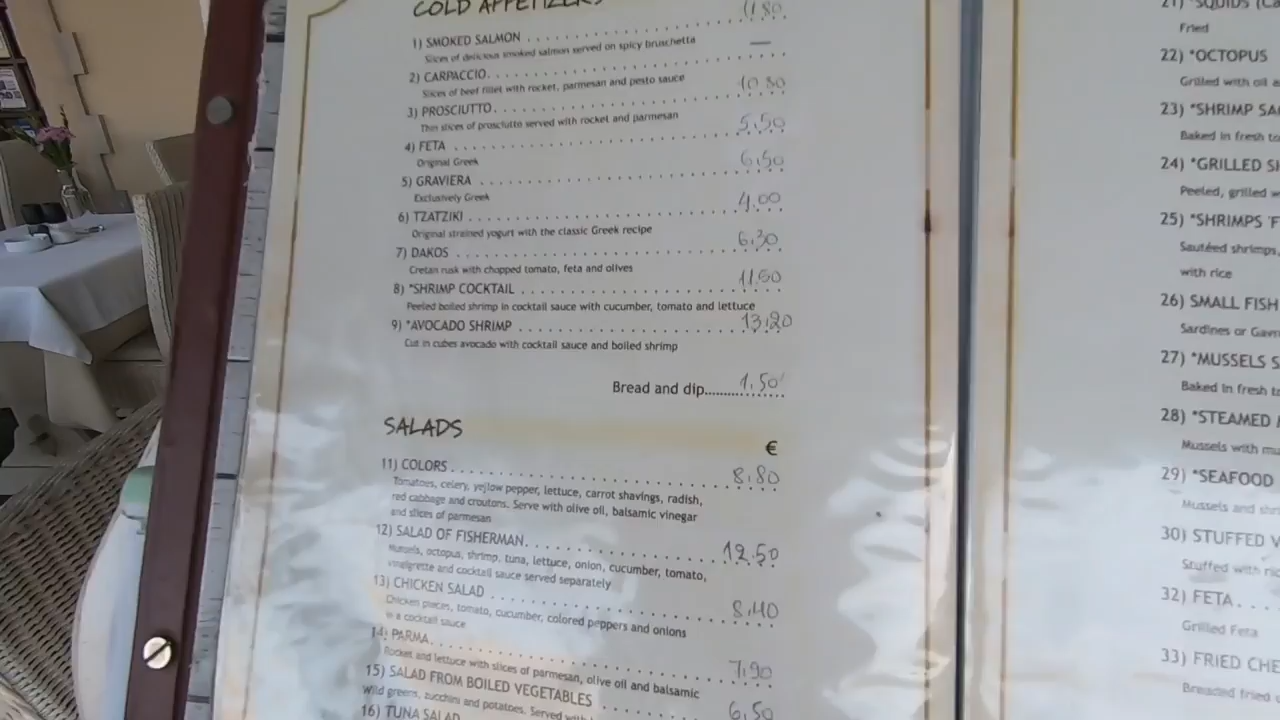 COLD APPETIZERS
11.80
1) SMOKED SALMON
Slices of delicious smoked salmon served on spicy bruschetta
—
2) CARPACCIO
Slices of beef fillet with rocket, parmesan and pesto sauce
10.80
3) PROSCIUTTO
Thin slices of prosciutto served with rocket and parmesan
5,50
4) FETA
Original Greek
6,50
5) GRAVIERA
Exclusively Greek
4.00
6) TZATZIKI
Original strained yogurt with the classic Greek recipe
6,30
7) DAKOS
Cretan rusk with chopped tomato, feta and olives
11,50
8) *SHRIMP COCKTAIL
Peeled boiled shrimp in cocktail sauce with cucumber, tomato and lettuce
9) *AVOCADO SHRIMP 13,20
Cut in cubes avocado with cocktail sauce and boiled shrimp
Bread and dip..........1,50
SALADS
€
11) COLORS 8,80
Tomatoes, celery, yellow pepper, lettuce, carrot shavings, radish,
red cabbage and croutons. Serve with olive oil, balsamic vinegar
and slices of parmesan
12) SALAD OF FISHERMAN 12.50
Mussels, octopus, shrimp, tuna, lettuce, onion, cucumber, tomato,
vinaigrette and cocktail sauce served separately
13) CHICKEN SALAD 8,40
Chicken pieces, tomato, cucumber, colored peppers and onions
in a cocktail sauce
14) PARMA 7,90
Rocket and lettuce with slices of parmesan, olive oil and balsamic
15) SALAD FROM BOILED VEGETABLES 6,50
Wild greens, zucchini and potatoes. Served with
16) TUNA SALAD
21) *SQUIDS
Fried
22) *OCTOPUS
Grilled with oil
23) *SHRIMP
Baked in fresh
24) *GRILLED
Peeled, grilled
25) *SHRIMPS
Sautéed shrimps,
with rice
26) SMALL FISH
Sardines or
27) *MUSSELS
Baked in fresh
28) *STEAMED
Mussels with
29) *SEAFOOD
Mussels and
30) STUFFED
Stuffed with
32) FETA
Grilled Fera
33) FRIED
Breaded fried